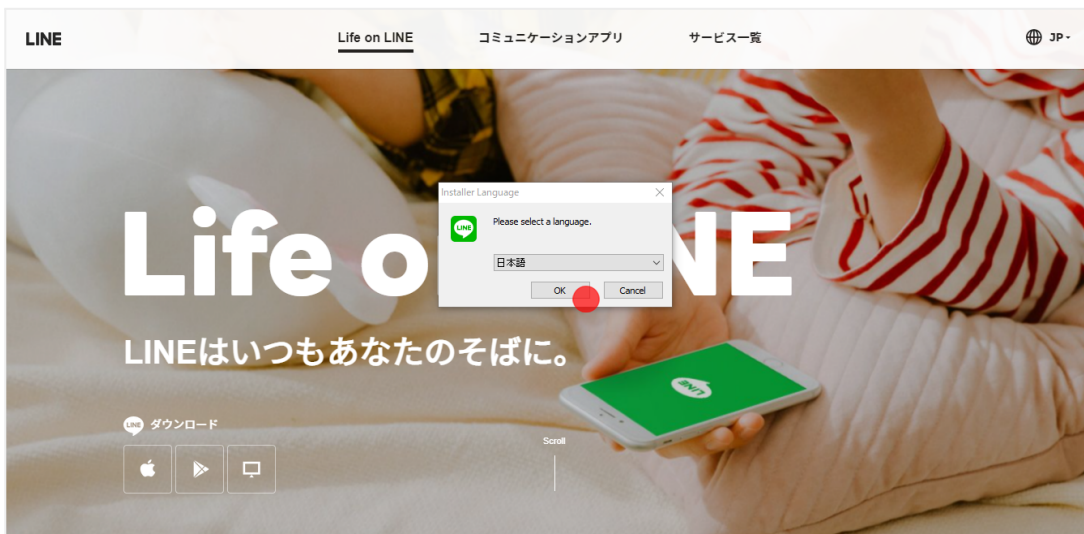 LINE
Life on LINE
コミュニケーションアプリ
サービス一覧
JP
Installer Language
LINE
Please select a language.
日本語
OK
Cancel
Life o NE
LINEはいつもあなたのそばに。
LINE
LINE ダウンロード
Scroll